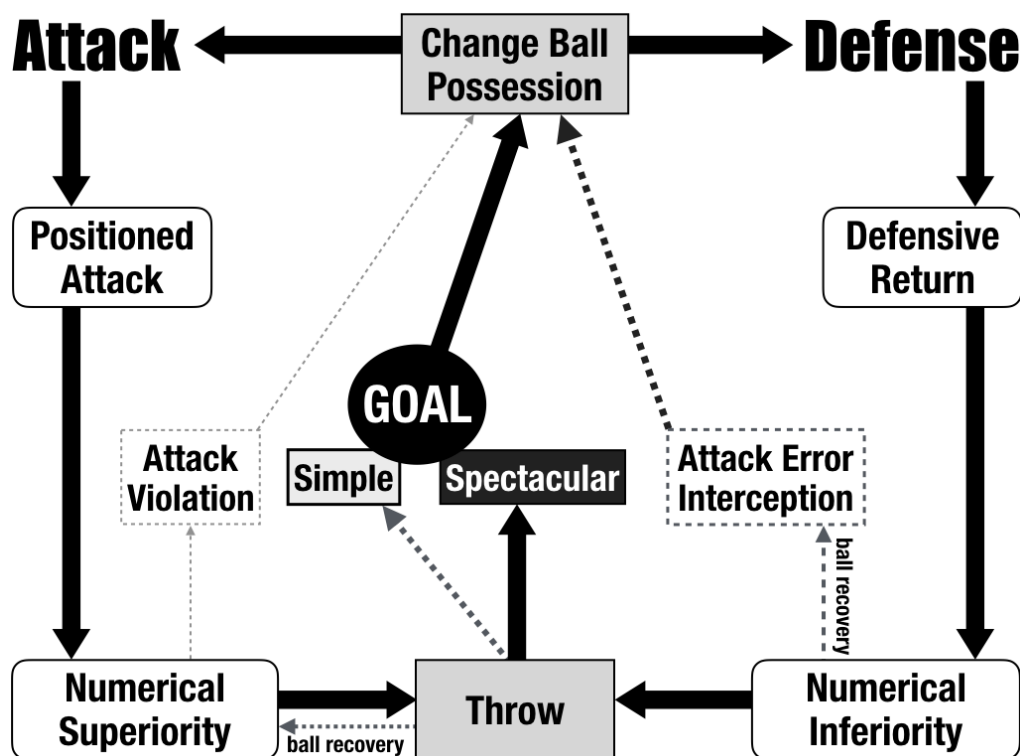 Attack
Change Ball
Possession
Defense
Positioned
Attack
Defensive
Return
GOAL
Attack
Violation
Simple
Spectacular
Attack Error
Interception
ball recovery
Numerical
Superiority
ball recovery
Throw
Numerical
Inferiority